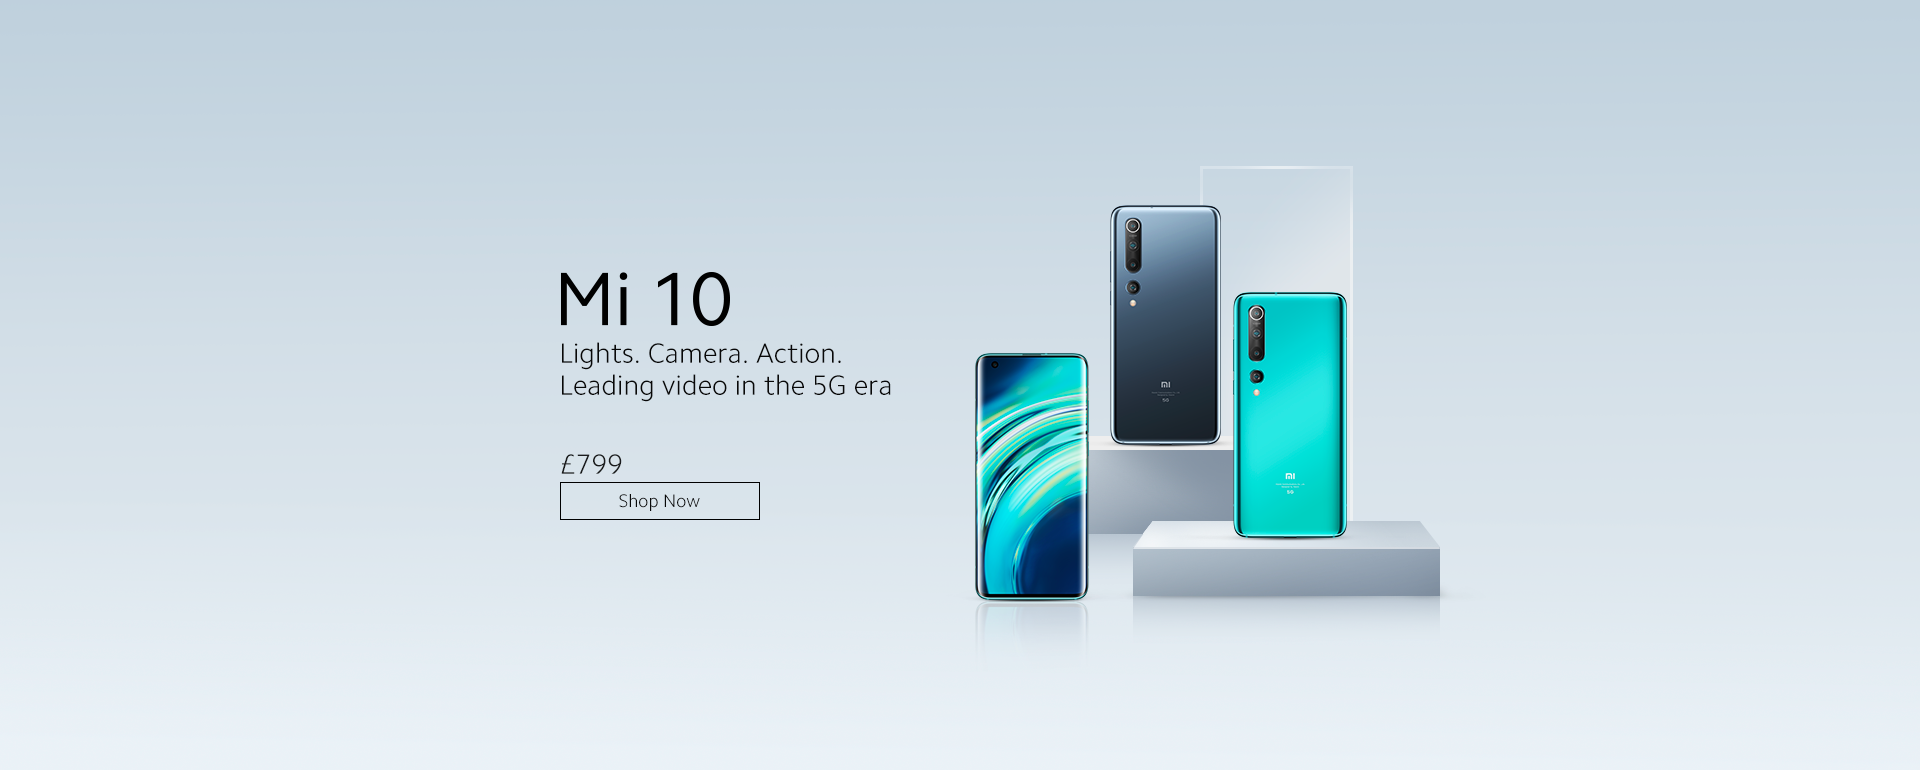 Mi 10
Lights. Camera. Action.
Leading video in the 5G era
£799
Shop Now
MI
5G
MI
5G